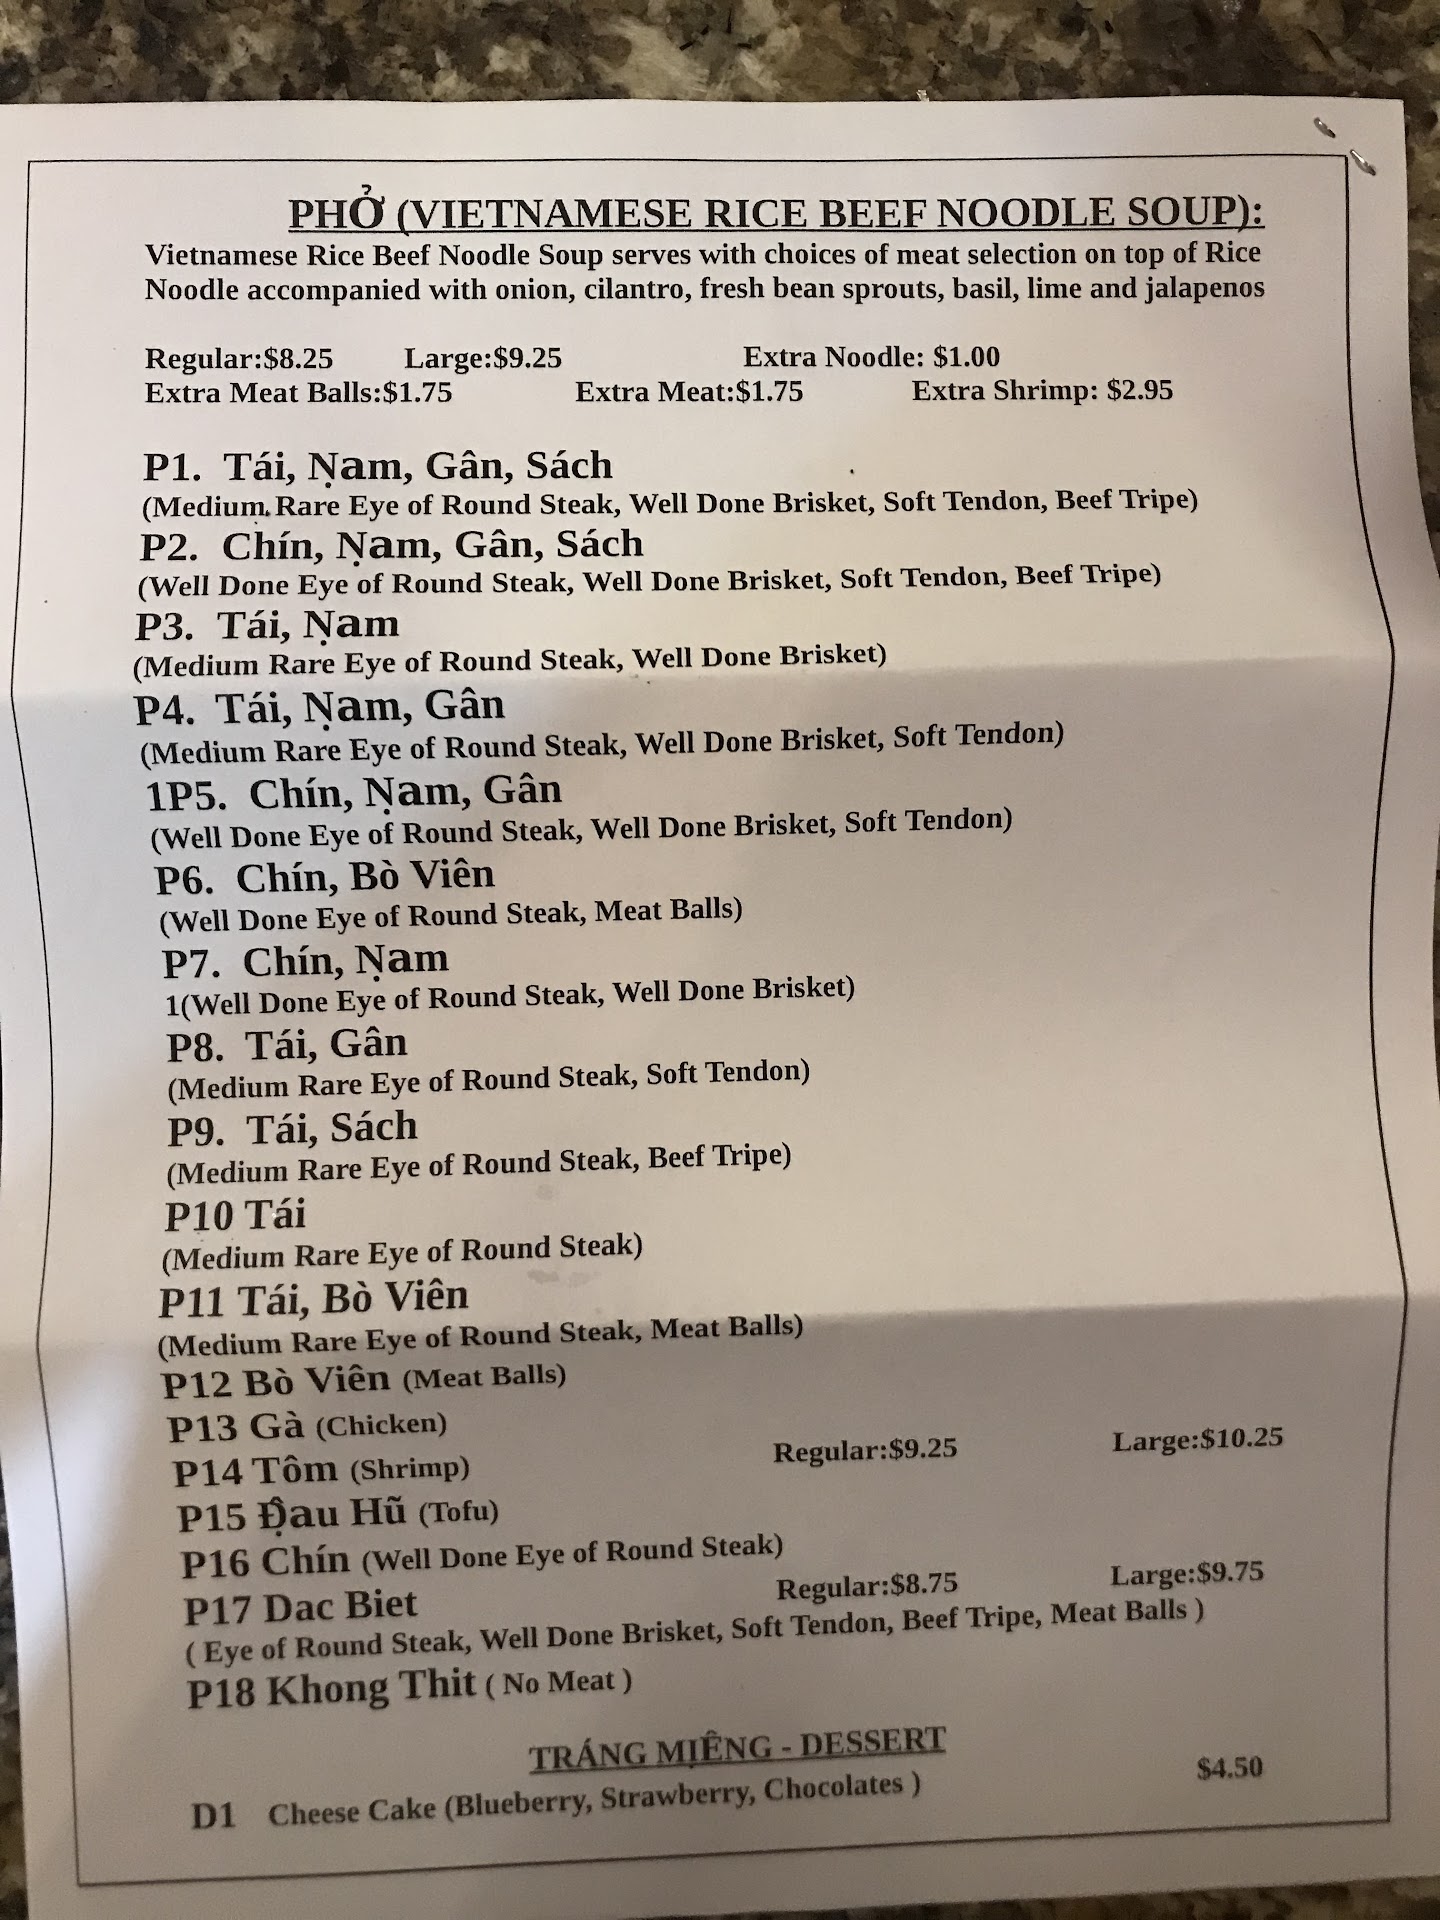 PHỞ (VIETNAMESE RICE BEEF NOODLE SOUP):
Vietnamese Rice Beef Noodle Soup serves with choices of meat selection on top of Rice
Noodle accompanied with onion, cilantro, fresh bean sprouts, basil, lime and jalapenos
Regular:$8.25 Large:$9.25 Extra Noodle: $1.00
Extra Meat Balls:$1.75 Extra Meat:$1.75 Extra Shrimp: $2.95
P1. Tái, Ṇam, Gân, Sách
(Medium Rare Eye of Round Steak, Well Done Brisket, Soft Tendon, Beef Tripe)
P2. Chín, Ṇam, Gân, Sách
(Well Done Eye of Round Steak, Well Done Brisket, Soft Tendon, Beef Tripe)
P3. Tái, Ṇam
(Medium Rare Eye of Round Steak, Well Done Brisket)
P4. Tái, Ṇam, Gân
(Medium Rare Eye of Round Steak, Well Done Brisket, Soft Tendon)
1P5. Chín, Ṇam, Gân
(Well Done Eye of Round Steak, Well Done Brisket, Soft Tendon)
P6. Chín, Bò Viên
(Well Done Eye of Round Steak, Meat Balls)
P7. Chín, Ṇam
1(Well Done Eye of Round Steak, Well Done Brisket)
P8. Tái, Gân
(Medium Rare Eye of Round Steak, Soft Tendon)
P9. Tái, Sách
(Medium Rare Eye of Round Steak, Beef Tripe)
P10 Tái
(Medium Rare Eye of Round Steak)
P11 Tái, Bò Viên
(Medium Rare Eye of Round Steak, Meat Balls)
P12 Bò Viên (Meat Balls)
P13 Gà (Chicken)
P14 Tôm (Shrimp) Regular:$9.25 Large:$10.25
P15 Đậu Hũ (Tofu)
P16 Chín (Well Done Eye of Round Steak)
P17 Dac Biet Regular:$8.75 Large:$9.75
( Eye of Round Steak, Well Done Brisket, Soft Tendon, Beef Tripe, Meat Balls )
P18 Khong Thit ( No Meat )
TRÁNG MỊÊNG - DESSERT
D1 Cheese Cake (Blueberry, Strawberry, Chocolates ) $4.50